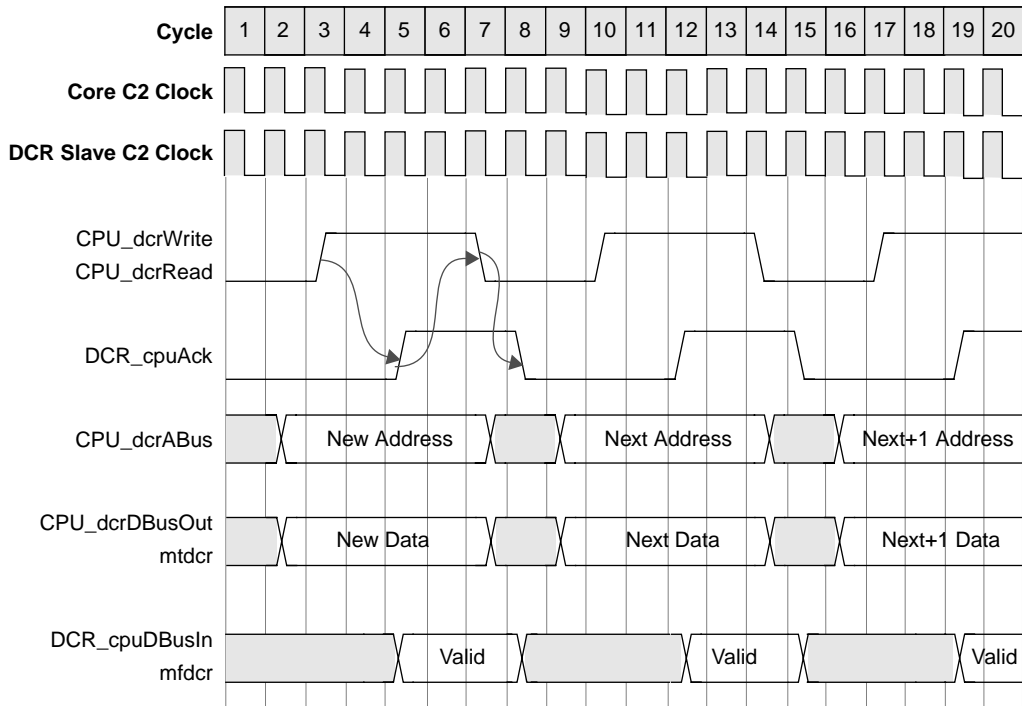 Cycle 1 2 3 4 5 6 7 8 9 10 11 12 13 14 15 16 17 18 19 20
Core C2 Clock
DCR Slave C2 Clock
CPU_dcrWrite
CPU_dcrRead
DCR_cpuAck
CPU_dcrABus New Address Next Address Next+1 Address
CPU_dcrDBusOut
mtdcr
New Data Next Data Next+1 Data
DCR_cpuDBusIn
mfdcr
Valid Valid Valid